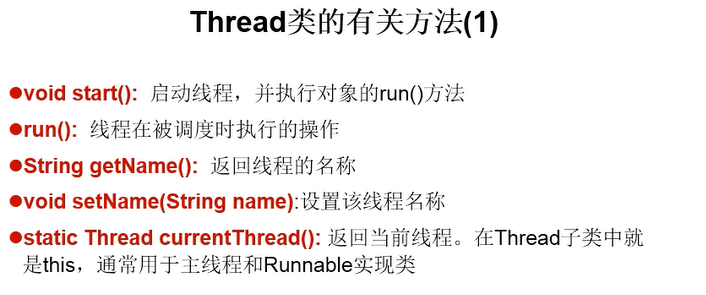 Thread类的有关方法(1)
●void start(): 启动线程，并执行对象的run()方法
●run(): 线程在被调度时执行的操作
●String getName(): 返回线程的名称
●void setName(String name):设置该线程名称
●static Thread currentThread(): 返回当前线程。在Thread子类中就
是this，通常用于主线程和Runnable实现类